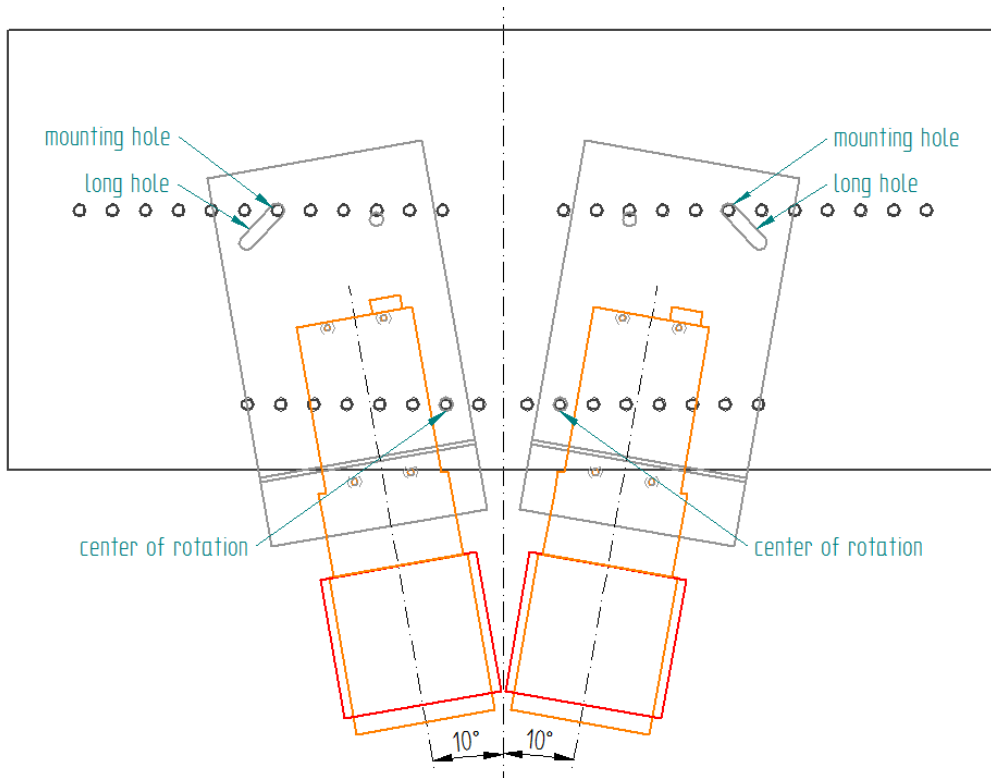 mounting hole
mounting hole
long hole
long hole
center of rotation
center of rotation
10°
10°